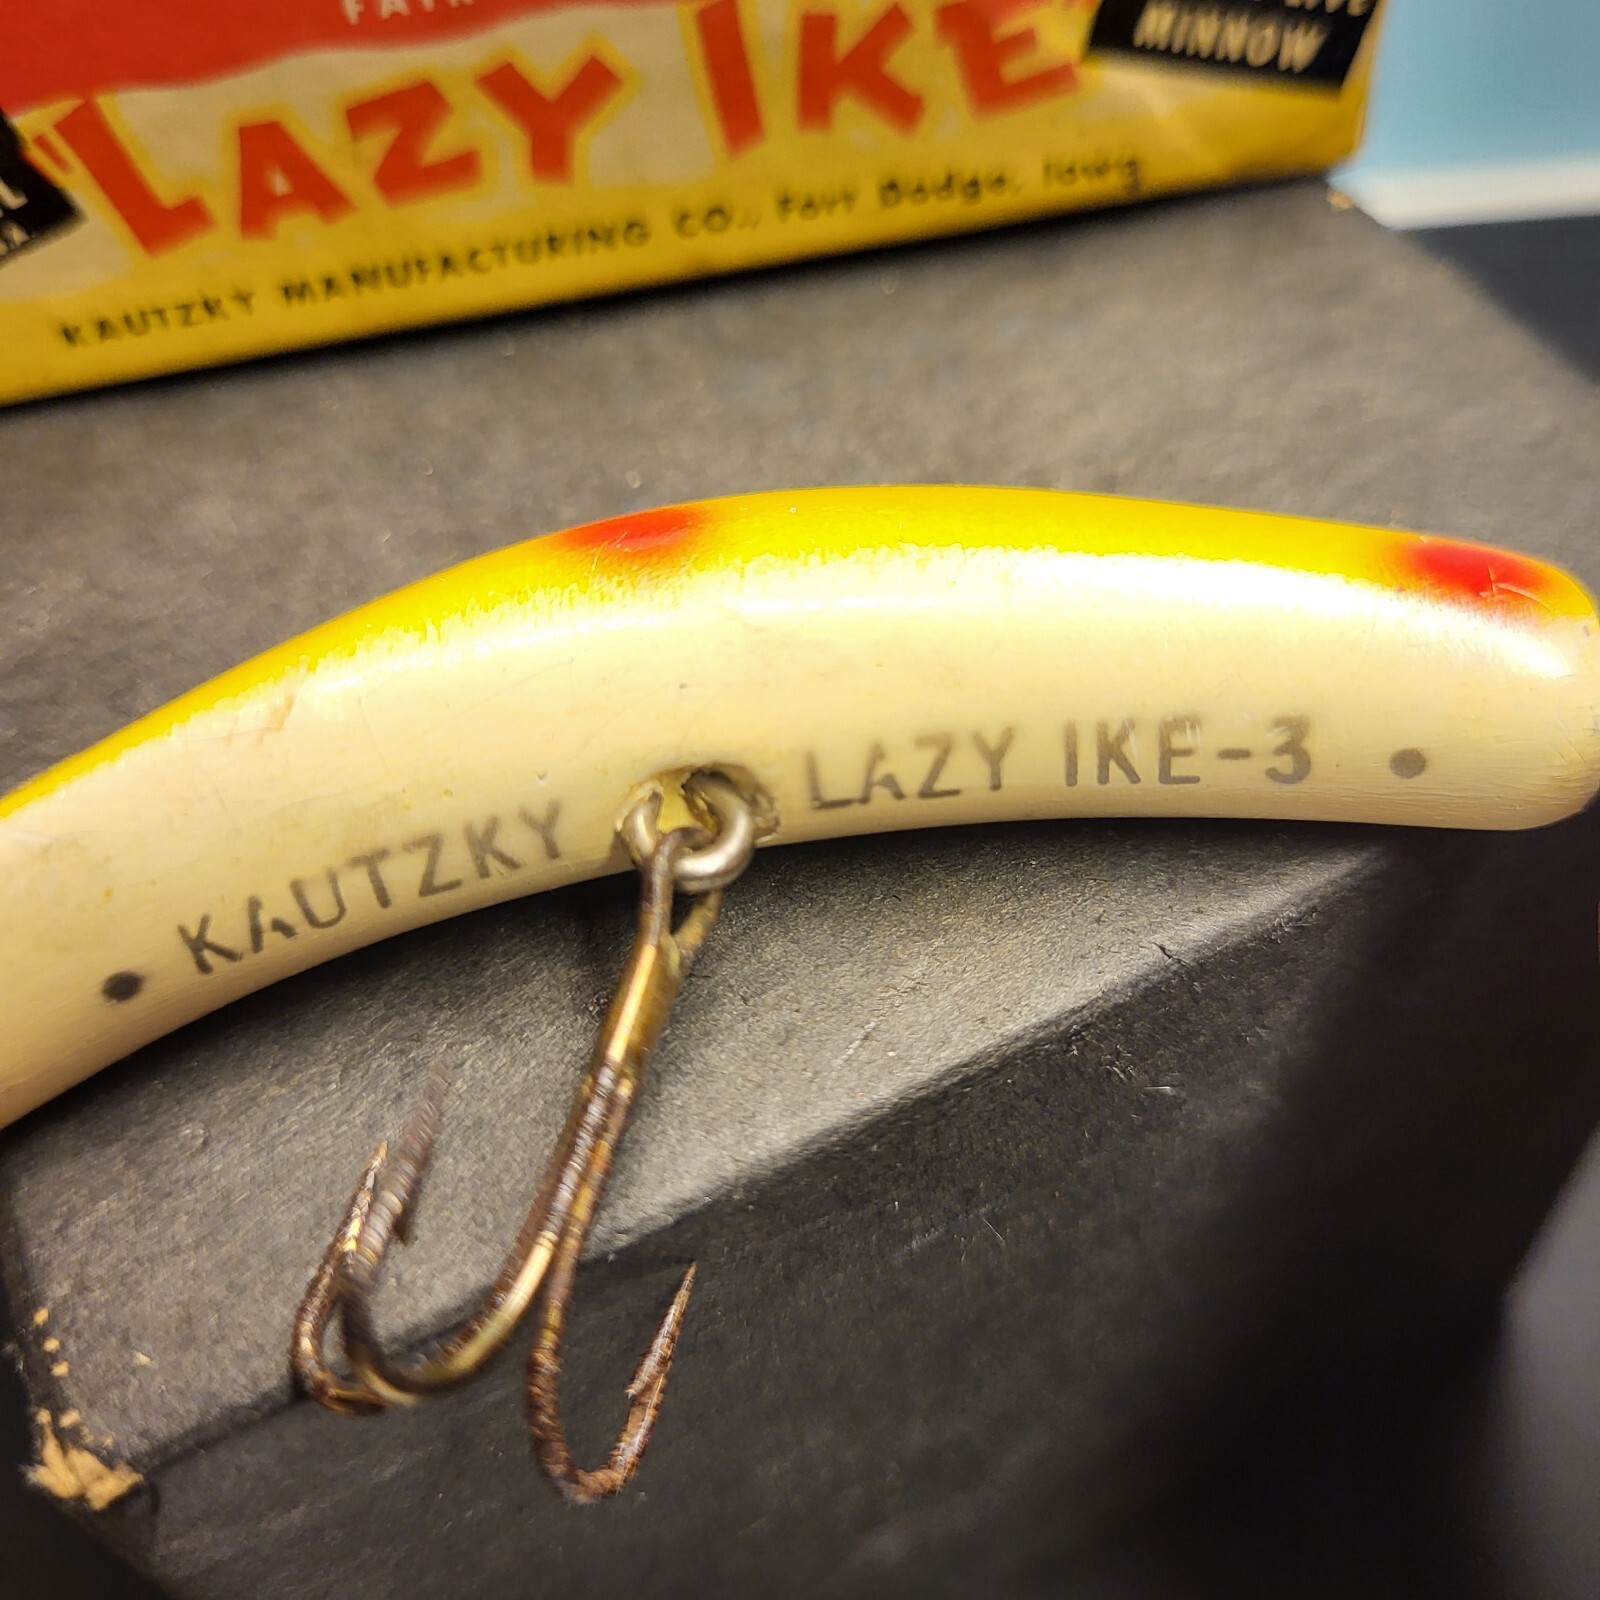 "LAZY IKE"
MINNOW
KAUTZKY MANUFACTURING CO., Fort Dodge, Iowa
• KAUTZKY LAZY IKE-3 •